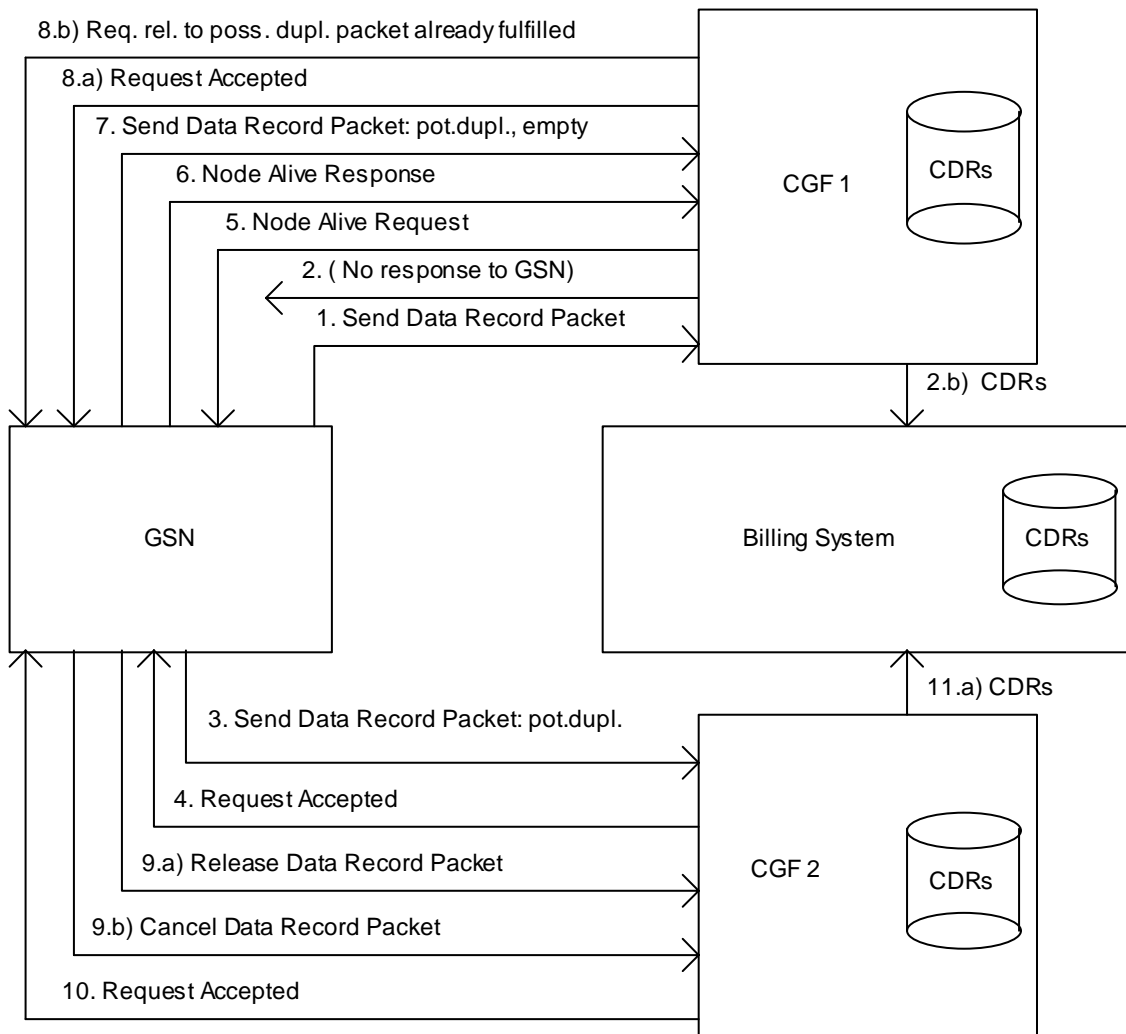 8.b) Req. rel. to poss. dupl. packet already fulfilled
8.a) Request Accepted
7. Send Data Record Packet: pot.dupl., empty
6. Node Alive Response
5. Node Alive Request
2. ( No response to GSN)
1. Send Data Record Packet
CGF 1
CDRs
2.b) CDRs
GSN
Billing System
CDRs
11.a) CDRs
3. Send Data Record Packet: pot.dupl.
4. Request Accepted
9.a) Release Data Record Packet
9.b) Cancel Data Record Packet
10. Request Accepted
CGF 2
CDRs